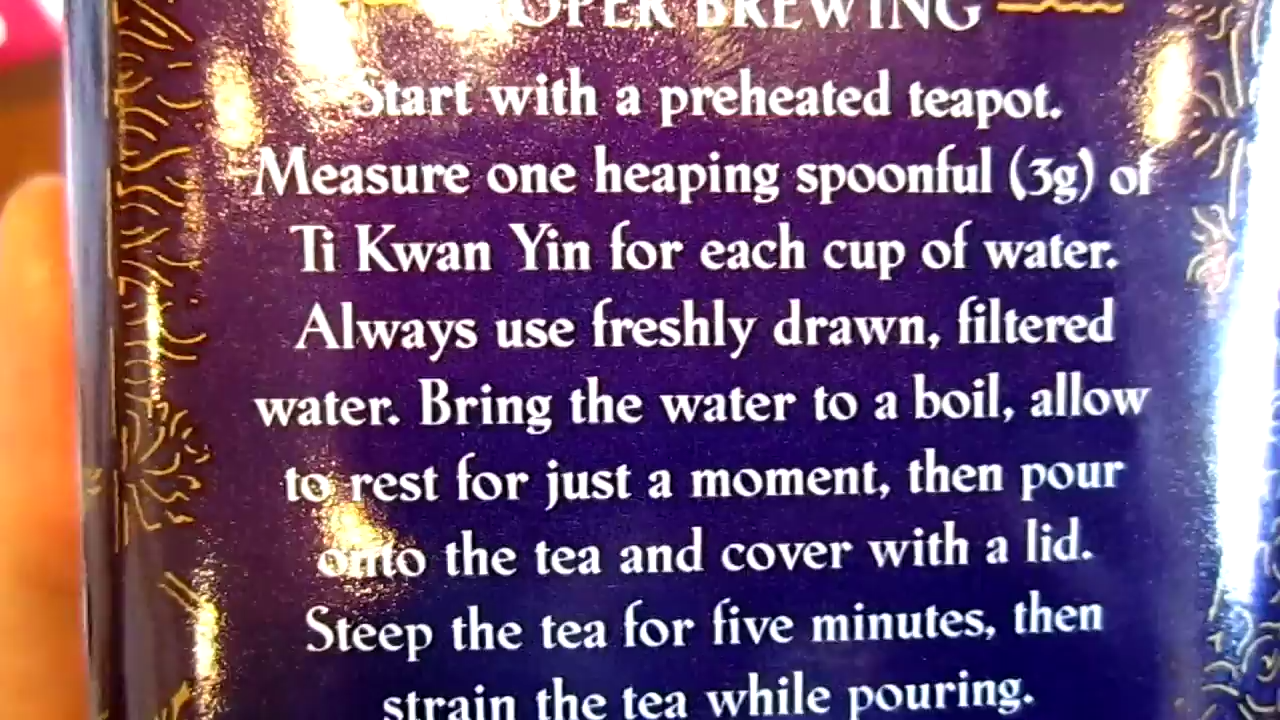 BREWING
Start with a preheated teapot.
Measure one heaping spoonful (3g) of
Ti Kwan Yin for each cup of water.
Always use freshly drawn, filtered
water. Bring the water to a boil, allow
to rest for just a moment, then pour
onto the tea and cover with a lid.
Steep the tea for five minutes, then
strain the tea while pouring.